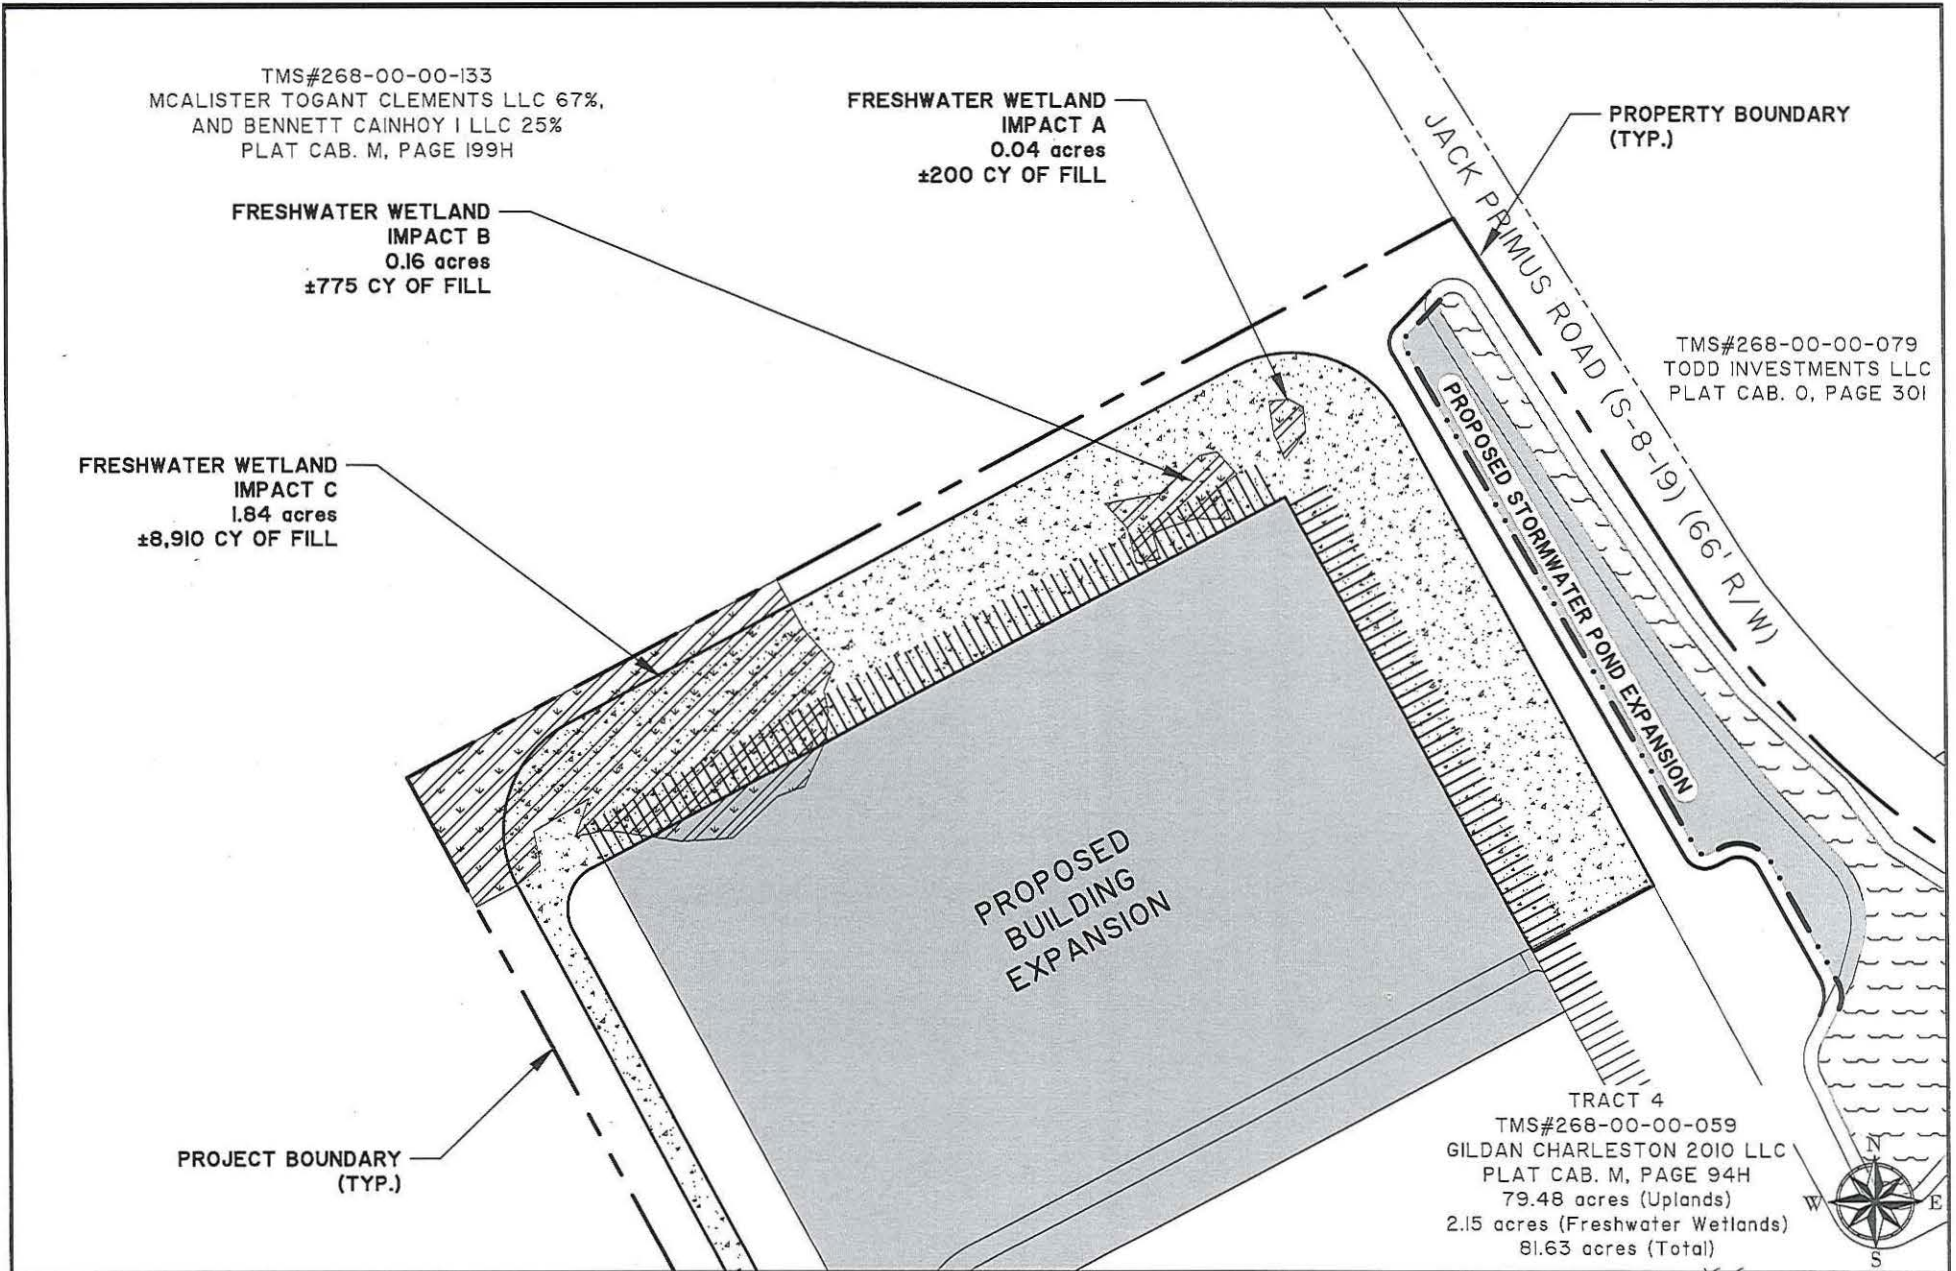 TMS#268-00-00-133
MCALISTER TOGANT CLEMENTS LLC 67%,
AND BENNETT CAINHOY I LLC 25%
PLAT CAB. M, PAGE 199H
FRESHWATER WETLAND
IMPACT A
0.04 acres
±200 CY OF FILL
PROPERTY BOUNDARY
(TYP.)
FRESHWATER WETLAND
IMPACT B
0.16 acres
±775 CY OF FILL
JACK PRIMUS ROAD (S-8-19) (66' R/W)
TMS#268-00-00-079
TODD INVESTMENTS LLC
PLAT CAB. O, PAGE 301
FRESHWATER WETLAND
IMPACT C
1.84 acres
±8,910 CY OF FILL
PROPOSED STORMWATER POND EXPANSION
PROPOSED
BUILDING
EXPANSION
PROJECT BOUNDARY
(TYP.)
TRACT 4
TMS#268-00-00-059
GILDAN CHARLESTON 2010 LLC
PLAT CAB. M, PAGE 94H
79.48 acres (Uplands)
2.15 acres (Freshwater Wetlands)
81.63 acres (Total)
N
W
E
S